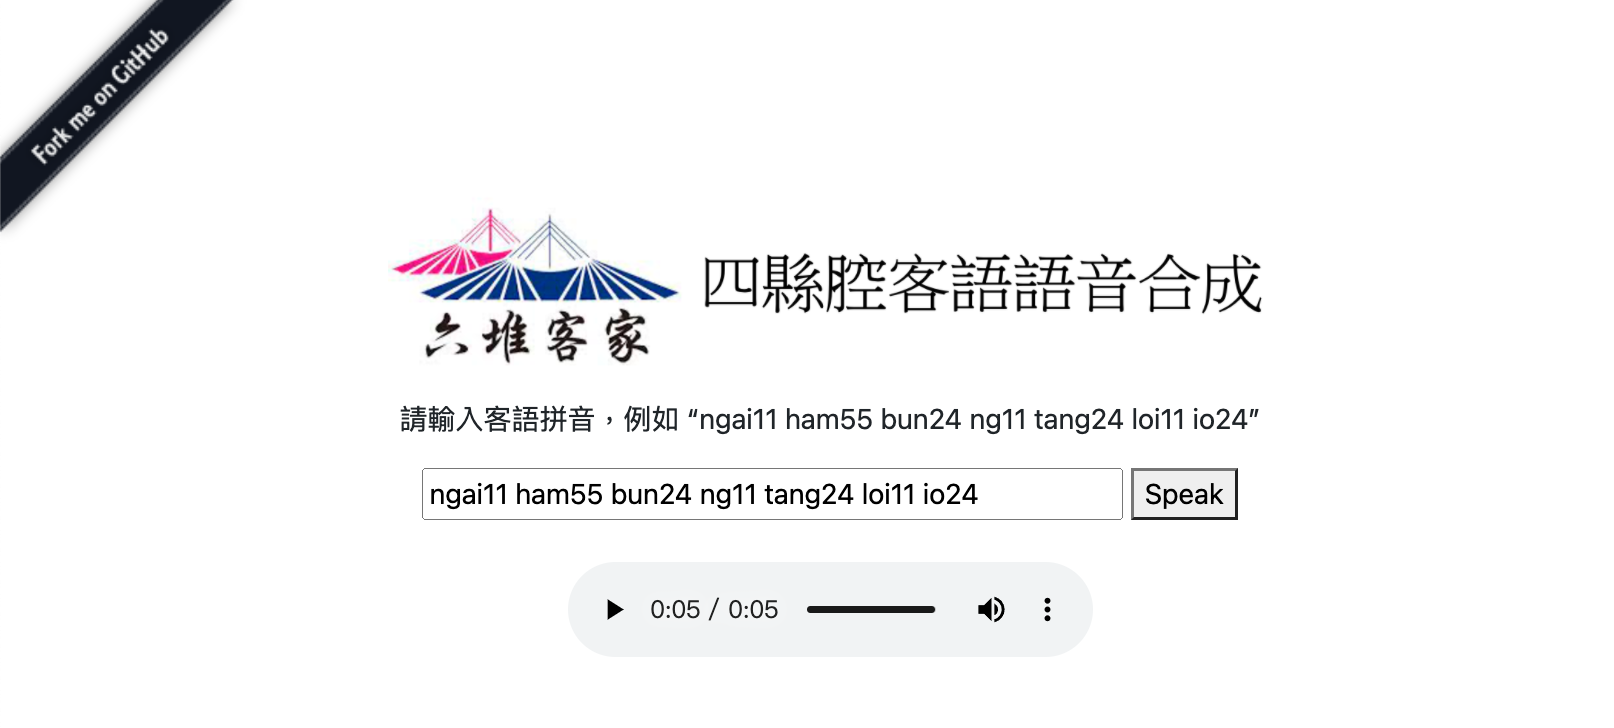 Fork me on GitHub
四縣腔客語語音合成
六堆客家
請輸入客語拼音，例如 “ngai11 ham55 bun24 ng11 tang24 loi11 io24”
ngai11 ham55 bun24 ng11 tang24 loi11 io24 Speak
0:05 / 0:05